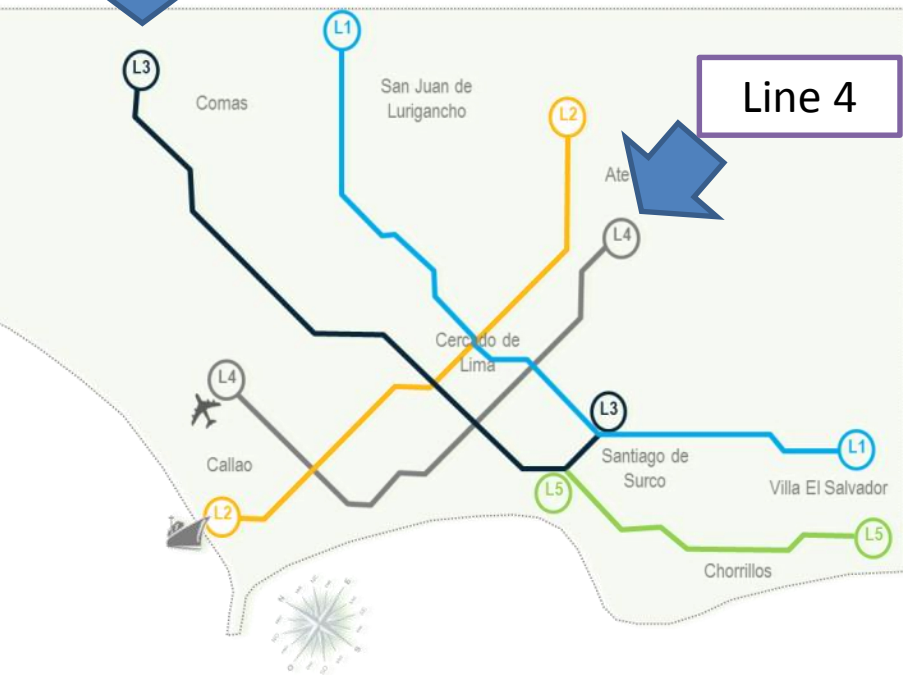 L1
L3
San Juan de
Lurigancho
Line 4
Comas
L2
Ate
L4
Cercado de
Lima
L4
L3
Callao
Santiago de
Surco
L1
Villa El Salvador
L5
L2
L5
Chorrillos